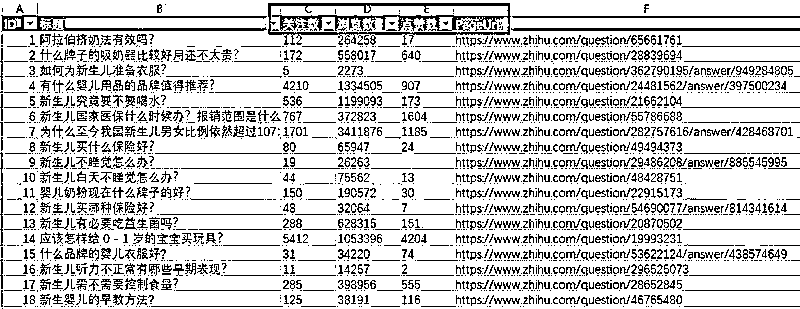 A B C D E F
ID 标题 关注数 浏览数 点赞数 PageUrl
1 阿拉伯挤奶法有效吗? 112 264258 17 https://www.zhihu.com/question/65661761
2 什么牌子的吸奶器比较好用还不太贵? 172 558017 640 https://www.zhihu.com/question/28839694
3 如何为新生儿准备衣服? 5 2273 https://www.zhihu.com/question/362790195/answer/949284805
4 有什么婴儿用品的品牌值得推荐? 4210 1334505 907 https://www.zhihu.com/question/24481562/answer/397500234
5 新生儿究竟要不要喝水? 536 1199093 173 https://www.zhihu.com/question/21662104
6 新生儿国家医保什么时候办? 报销范围是什么 767 372823 1604 https://www.zhihu.com/question/55786688
7 为什么至今我国新生儿男女比例依然超过107: 1701 3411876 1185 https://www.zhihu.com/question/282757616/answer/428468701
8 新生儿买什么保险好? 80 65947 24 https://www.zhihu.com/question/49494373
9 新生儿不睡觉怎么办? 19 26263 https://www.zhihu.com/question/29486208/answer/885545995
10 新生儿白天不睡觉怎么办? 44 75562 13 https://www.zhihu.com/question/48428751
11 婴儿奶粉现在什么牌子的好? 150 190572 30 https://www.zhihu.com/question/22915173
12 新生儿买哪种保险好? 48 32064 7 https://www.zhihu.com/question/54690077/answer/814341614
13 新生儿有必要吃益生菌吗? 288 628315 151 https://www.zhihu.com/question/20870502
14 应该怎样给 0 - 1 岁的宝宝买玩具? 5412 1053396 4204 https://www.zhihu.com/question/19993231
15 什么品牌的婴儿衣服好? 31 34220 74 https://www.zhihu.com/question/53622124/answer/438574649
16 新生儿听力不正常有哪些早期表现? 11 14257 2 https://www.zhihu.com/question/296525073
17 新生儿需不需要控制食量? 285 398956 555 https://www.zhihu.com/question/28652845
18 新生婴儿的早教方法? 125 38191 116 https://www.zhihu.com/question/46765480